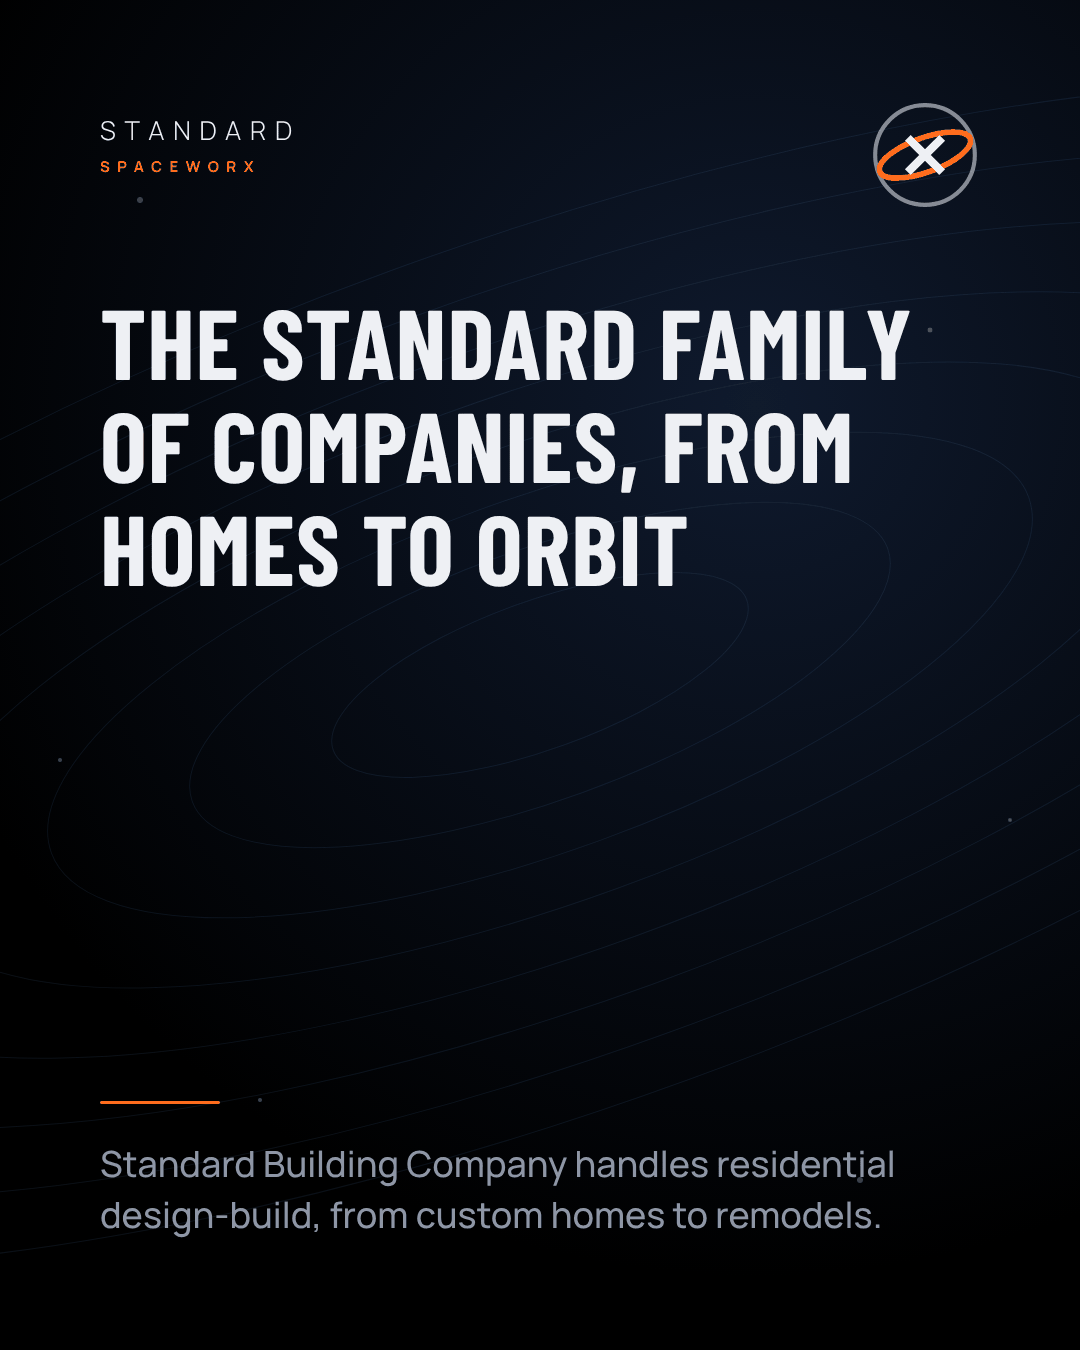 STANDARD
SPACEWORX
THE STANDARD FAMILY
OF COMPANIES, FROM
HOMES TO ORBIT
Standard Building Company handles residential
design-build, from custom homes to remodels.